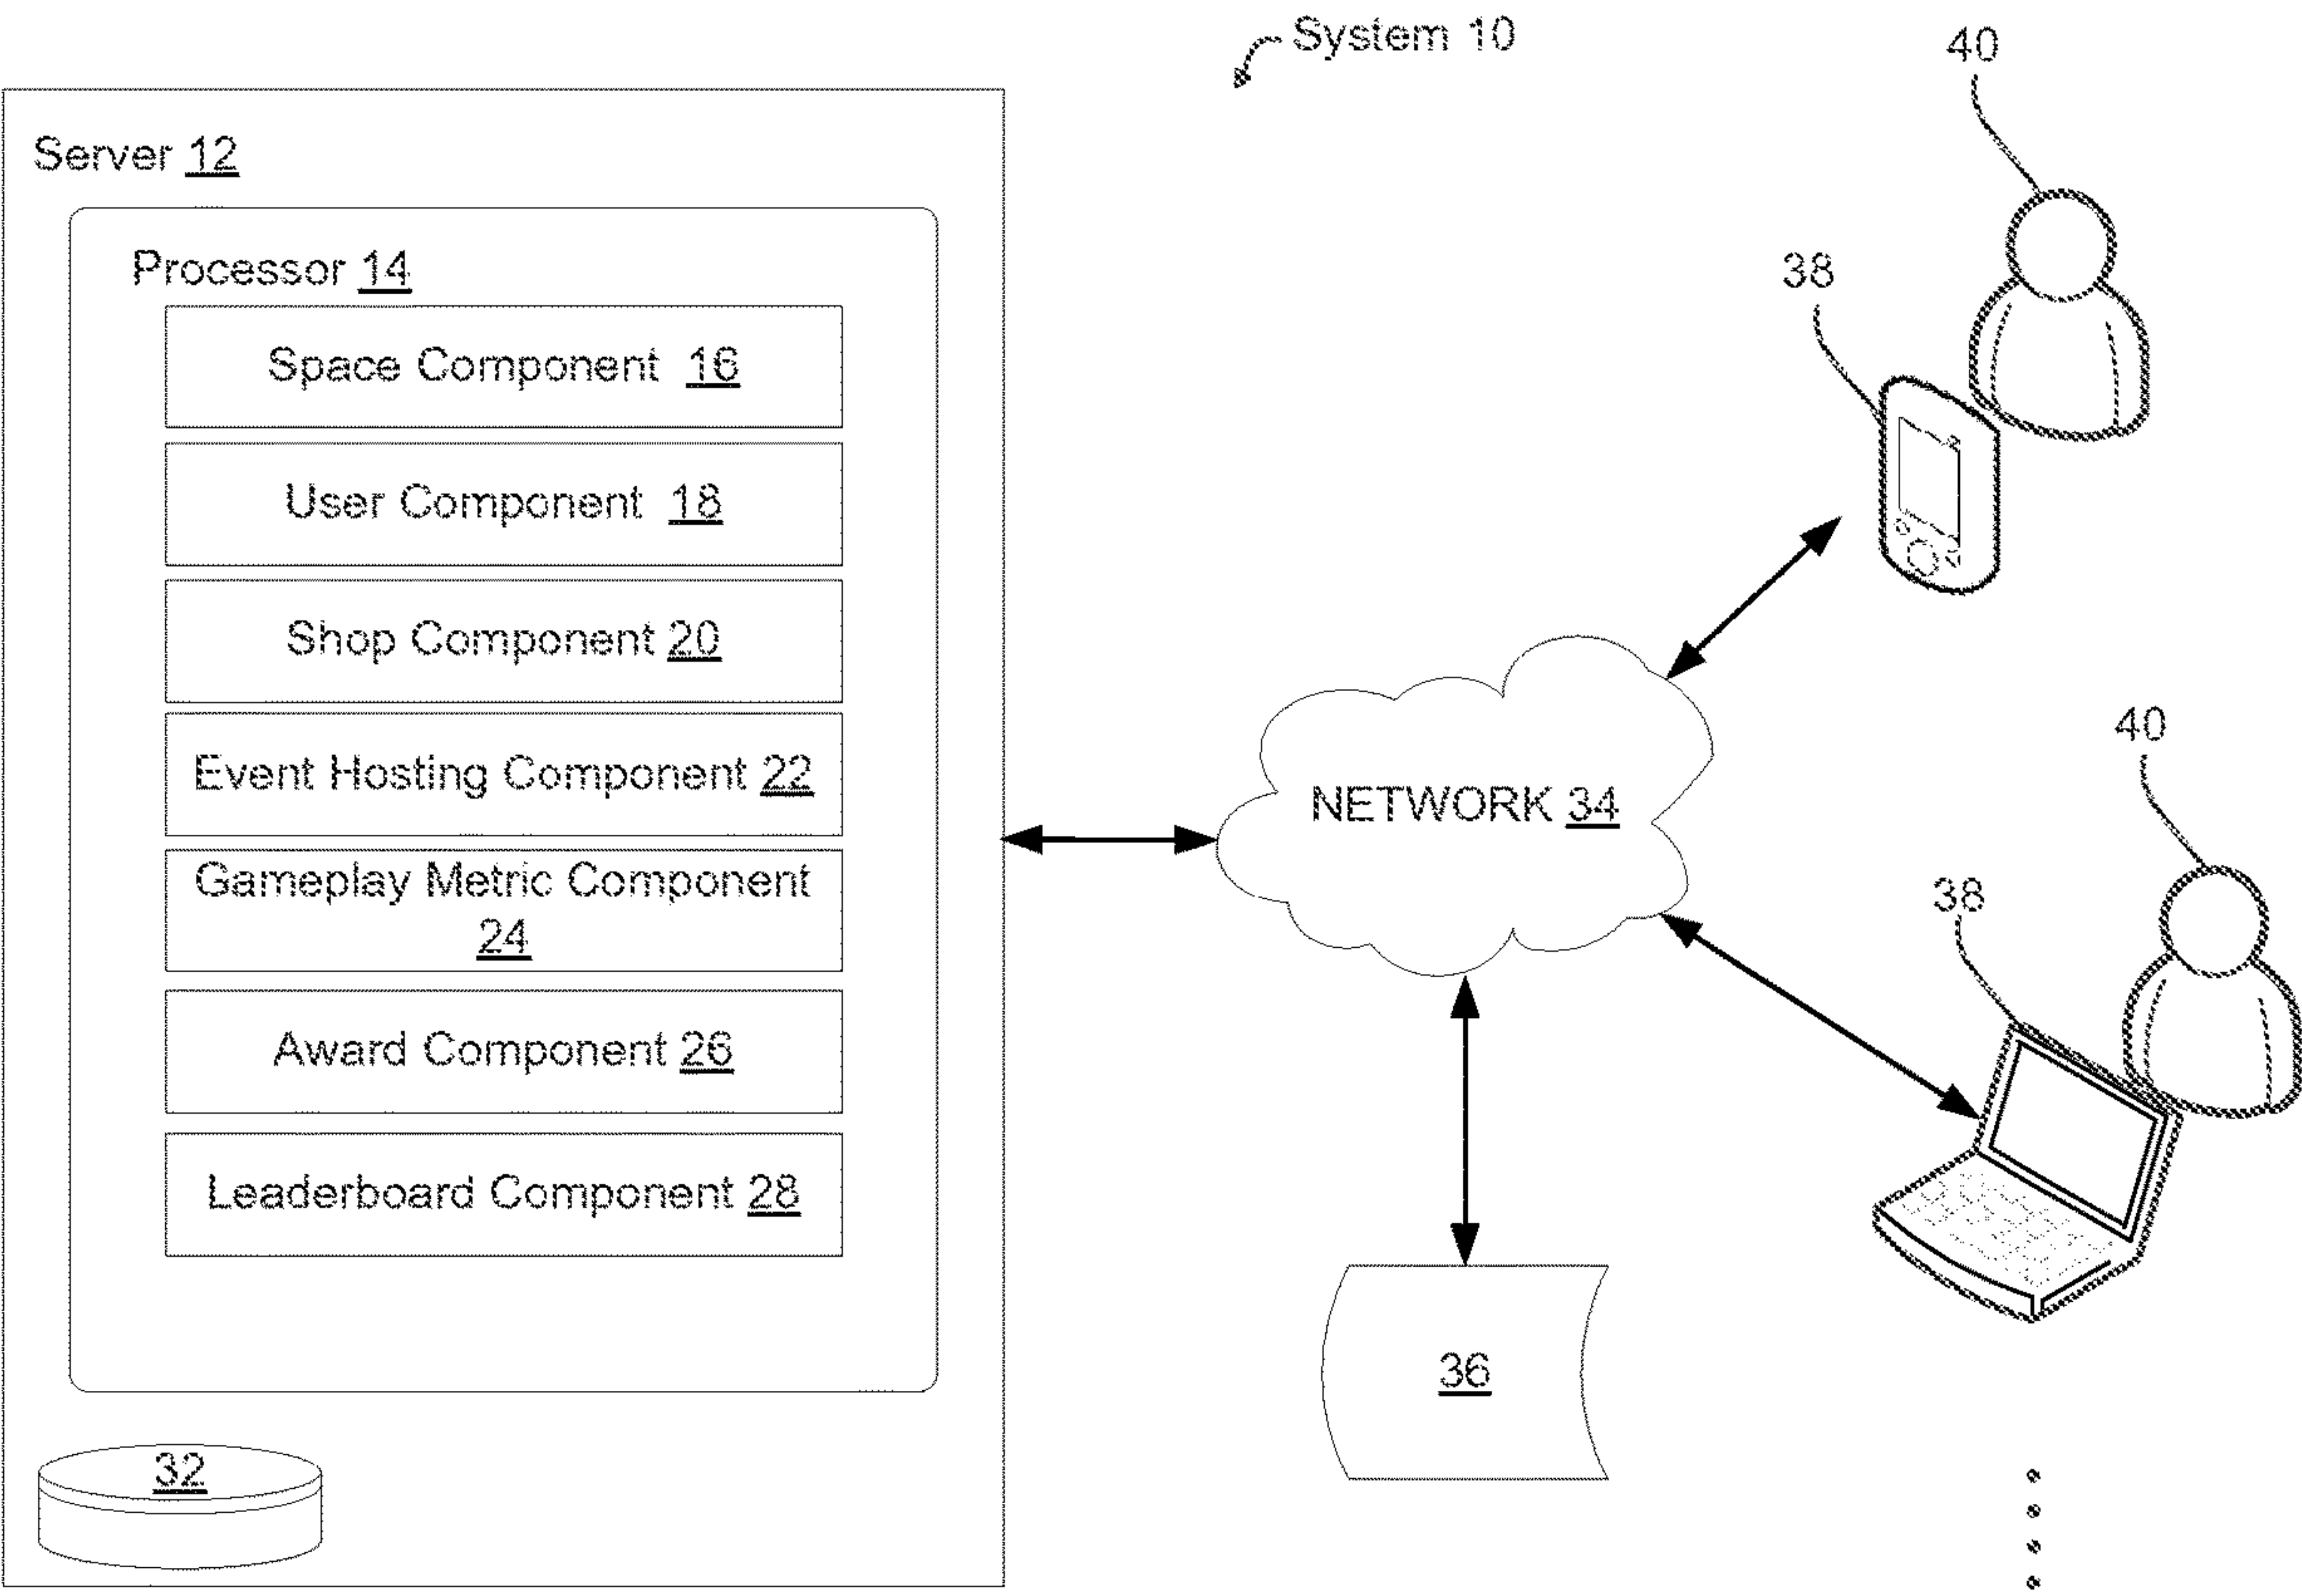 System 10
40
Server 12
Processor 14
38
Space Component 16
User Component 18
Shop Component 20
40
Event Hosting Component 22
NETWORK 34
Gameplay Metric Component
24
38
Award Component 26
Leaderboard Component 28
36
32